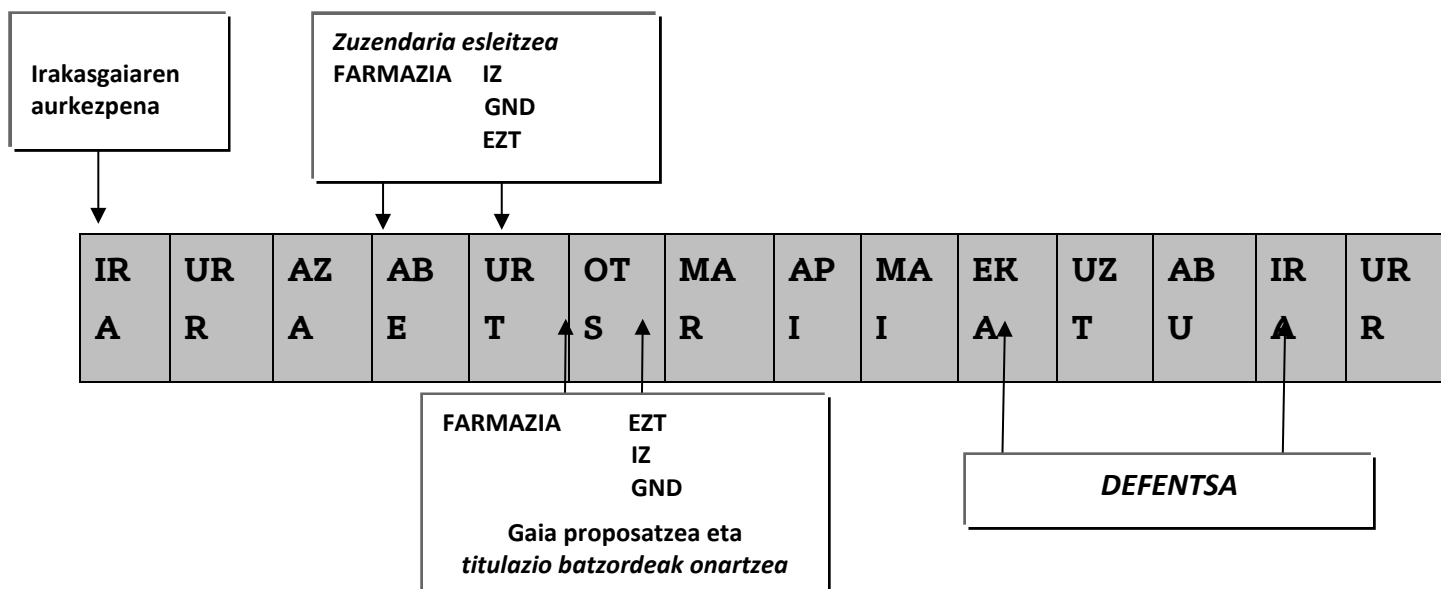 Irakasgaiaren
aurkezpena
Zuzendaria esleitzea
FARMAZIA IZ
GND
EZT
IR UR AZ AB UR OT MA AP MA EK UZ AB IR UR
A R A E T S R I I A T U A R
FARMAZIA EZT
IZ
GND
Gaia proposatzea eta
titulazio batzordeak onartzea
DEFENTSA